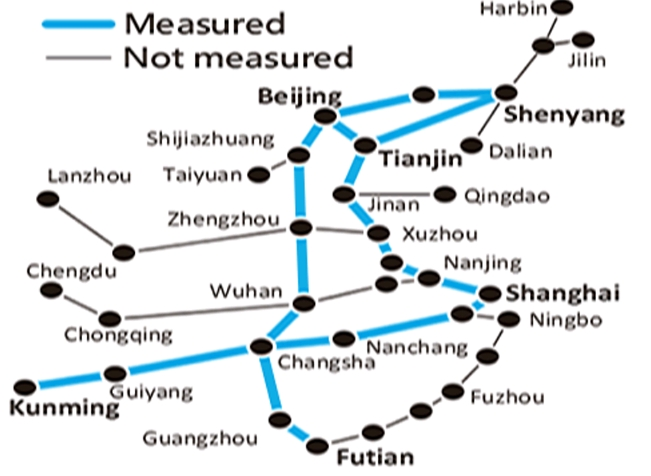 Harbin
Measured
Not measured
Jilin
Beijing
Shenyang
Shijiazhuang
Tianjin
Dalian
Lanzhou
Taiyuan
Jinan
Qingdao
Zhengzhou
Xuzhou
Chengdu
Nanjing
Wuhan
Shanghai
Chongqing
Ningbo
Nanchang
Changsha
Guiyang
Kunming
Fuzhou
Guangzhou
Futian